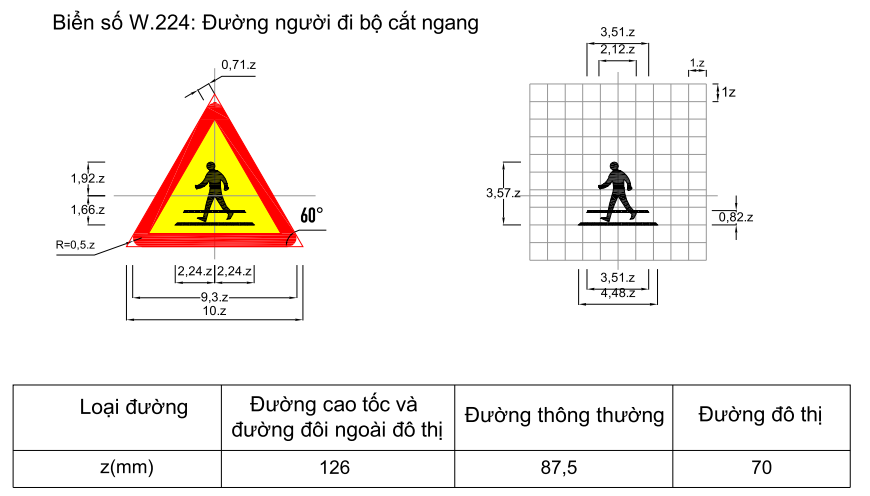 Biển số W.224: Đường người đi bộ cắt ngang
0,71.z
1,92.z
1,66.z
60°
R=0,5.z
2,24.z 2,24.z
9,3.z
10.z
3,51.z
2,12.z
1.z
1z
3,57.z
0,82.z
3,51.z
4,48.z
Loại đường
Đường cao tốc và
đường đôi ngoài đô thị
Đường thông thường
Đường đô thị
z(mm) 126 87,5 70